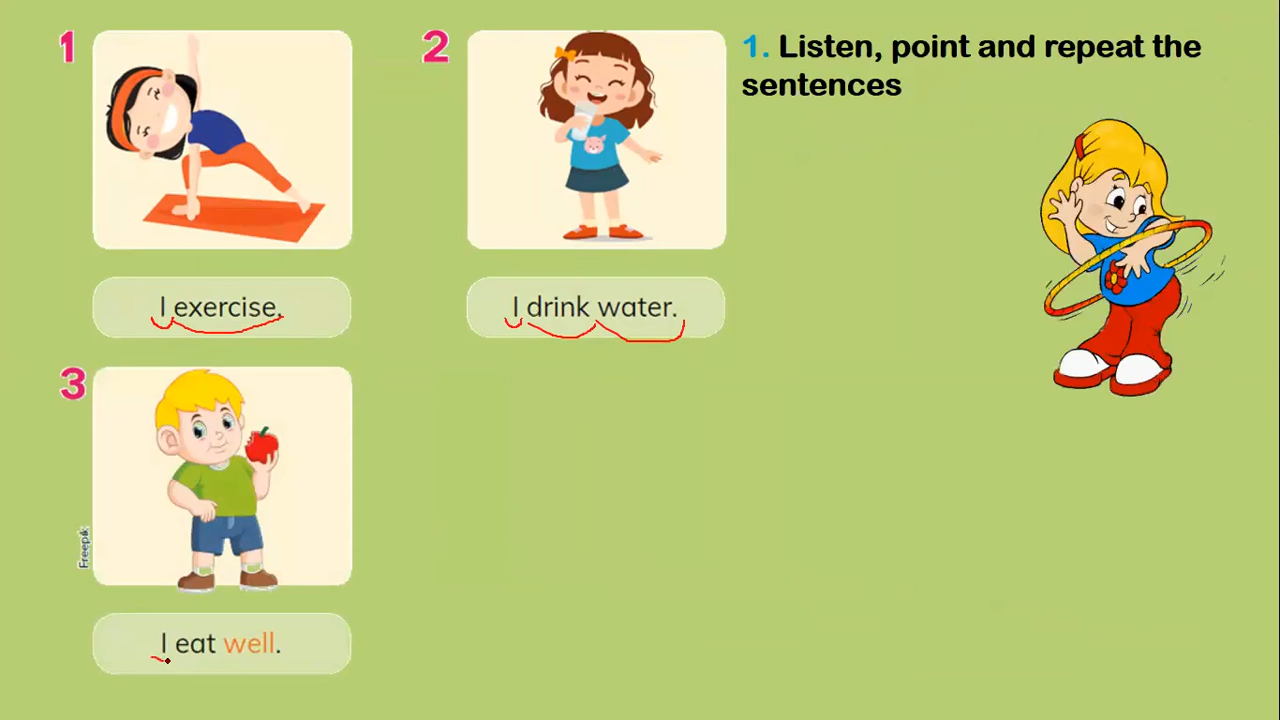 1
2
1. Listen, point and repeat the
sentences
I exercise.
I drink water.
3
Freepik
I eat well.